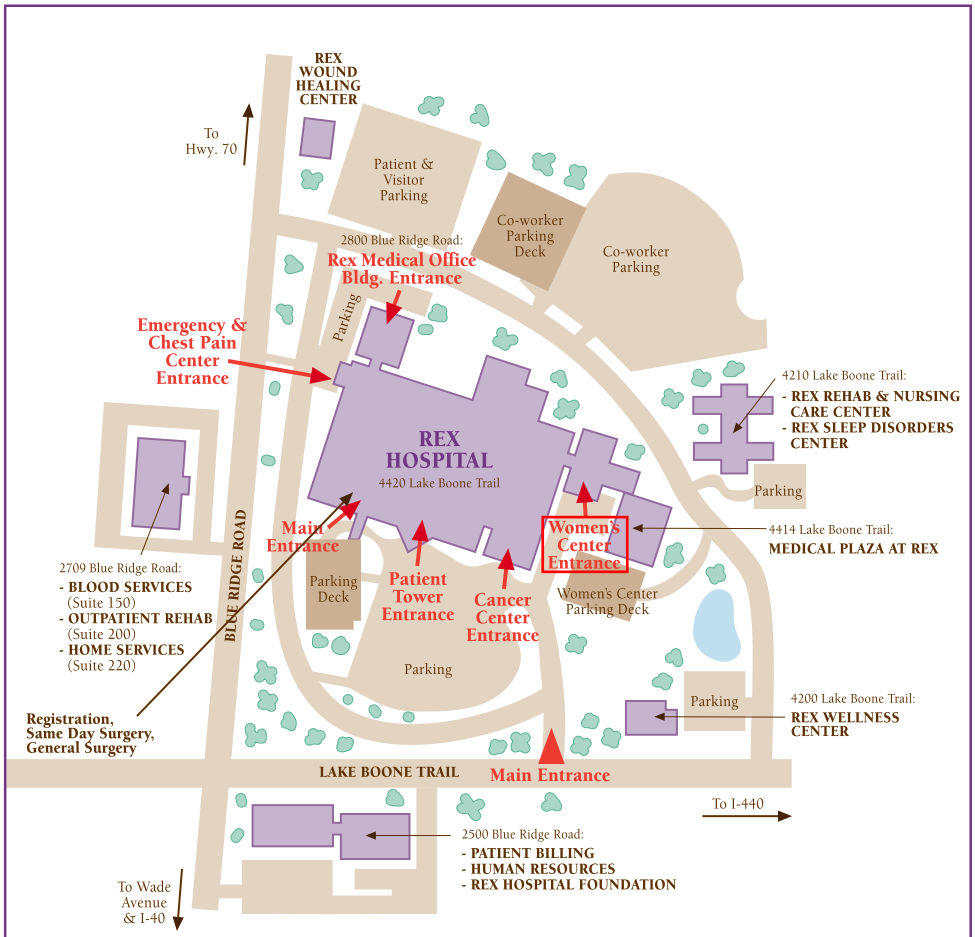 REX
WOUND
HEALING
CENTER
To
Hwy. 70
Patient &
Visitor
Parking
Co-worker
Parking
Deck
Co-worker
Parking
2800 Blue Ridge Road:
Rex Medical Office
Bldg. Entrance
Parking
Emergency &
Chest Pain
Center
Entrance
4210 Lake Boone Trail:
- REX REHAB & NURSING
CARE CENTER
- REX SLEEP DISORDERS
CENTER
REX
HOSPITAL
4420 Lake Boone Trail
Parking
Main
Entrance
Women's
Center
Entrance
4414 Lake Boone Trail:
MEDICAL PLAZA AT REX
BLUE RIDGE ROAD
2709 Blue Ridge Road:
- BLOOD SERVICES
(Suite 150)
- OUTPATIENT REHAB
(Suite 200)
- HOME SERVICES
(Suite 220)
Parking
Deck
Patient
Tower
Entrance
Cancer
Center
Entrance
Women's Center
Parking Deck
Parking
Parking
4200 Lake Boone Trail:
REX WELLNESS
CENTER
Registration,
Same Day Surgery,
General Surgery
LAKE BOONE TRAIL
Main Entrance
To I-440
2500 Blue Ridge Road:
- PATIENT BILLING
- HUMAN RESOURCES
- REX HOSPITAL FOUNDATION
To Wade
Avenue
& I-40